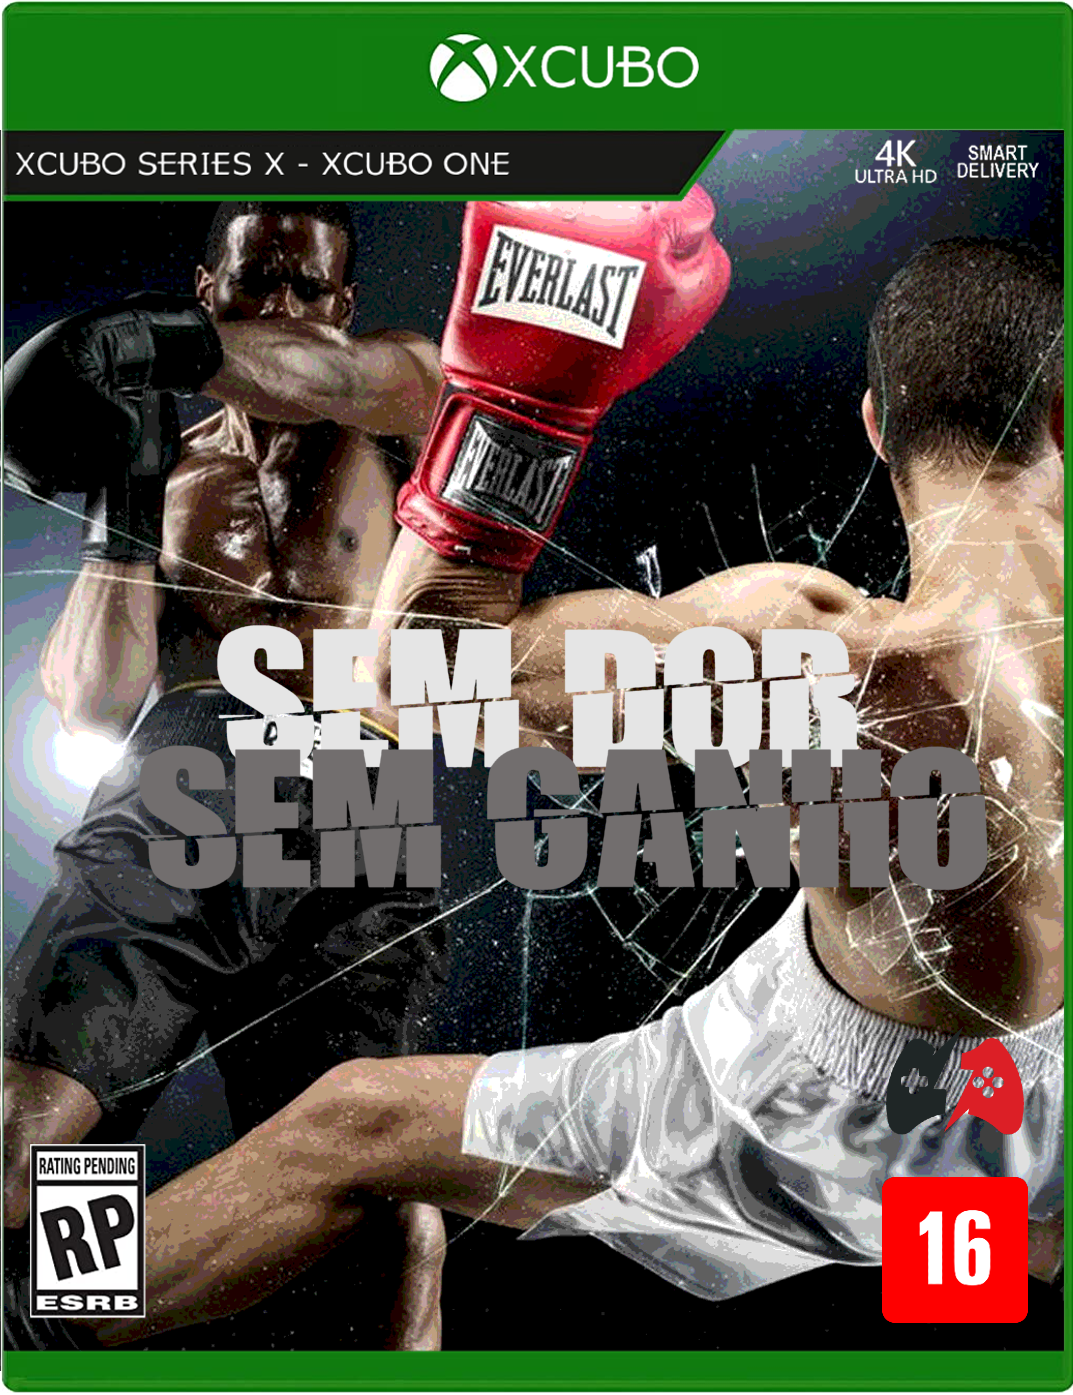 XCUBO
XCUBO SERIES X - XCUBO ONE
4K
ULTRA HD
SMART
DELIVERY
EVERLAST
EVERLAST
SEM DOR
SEM GANHO
RATING PENDING
RP
ESRB
16